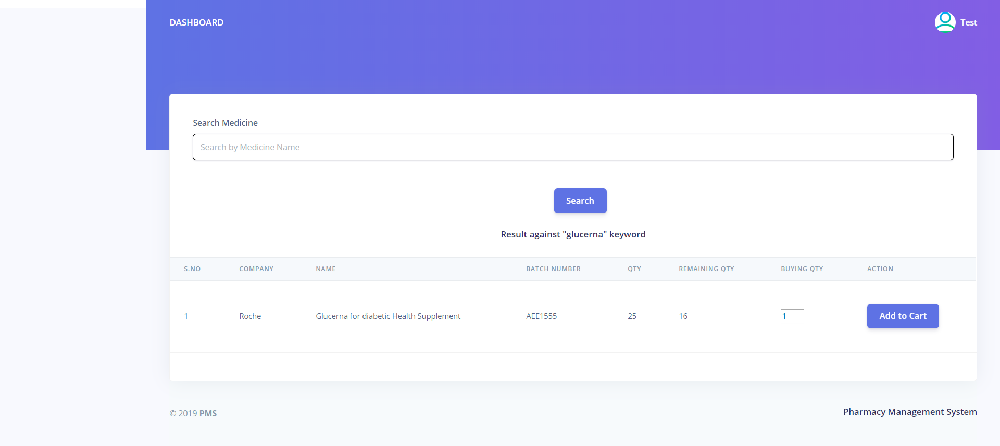 DASHBOARD
Test
Search Medicine
Search by Medicine Name
Search
Result against "glucerna" keyword
S.NO COMPANY NAME BATCH NUMBER QTY REMAINING QTY BUYING QTY ACTION
1 Roche Glucerna for diabetic Health Supplement AEE1555 25 16 1 Add to Cart
© 2019 PMS
Pharmacy Management System